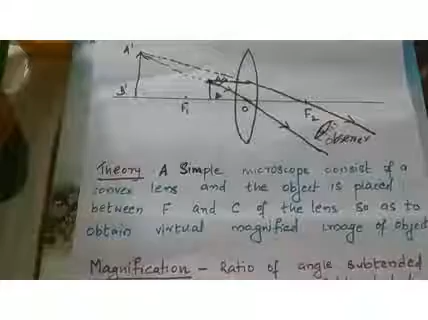 A'
A
B'
B
F₁
O
F₂
observer
Theory: A Simple microscope consist of a
convex lens and the object is placed
between F and C of the lens so as to
obtain virtual magnified image of object
Magnification - Ratio of angle subtended